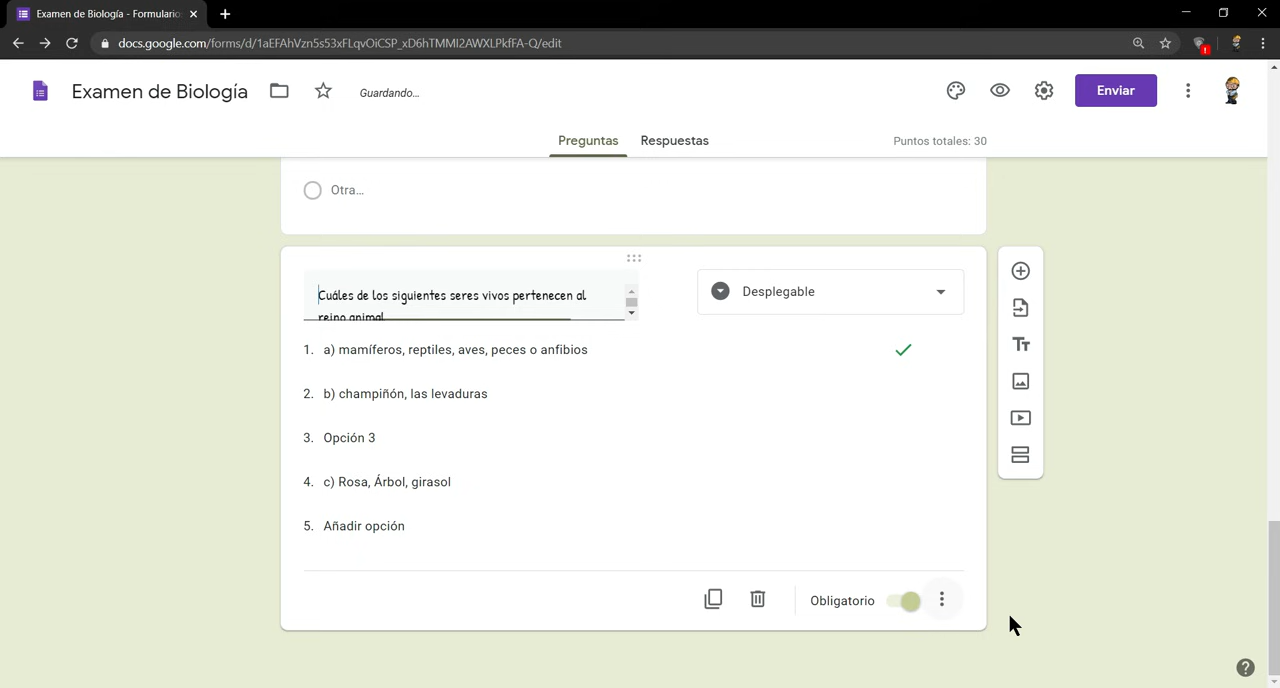 Examen de Biología - Formulario
docs.google.com/forms/d/1aEFAhVzn5s53xFLqvOiCSP_xD6hTMMI2AWXLPkfFA-Q/edit
Examen de Biología
Guardando...
Enviar
Preguntas
Respuestas
Puntos totales: 30
Otra...
Cuáles de los siguientes seres vivos pertenecen al
reino animal
Desplegable
1. a) mamíferos, reptiles, aves, peces o anfibios
2. b) champiñón, las levaduras
3. Opción 3
4. c) Rosa, Árbol, girasol
5. Añadir opción
Tt
Obligatorio